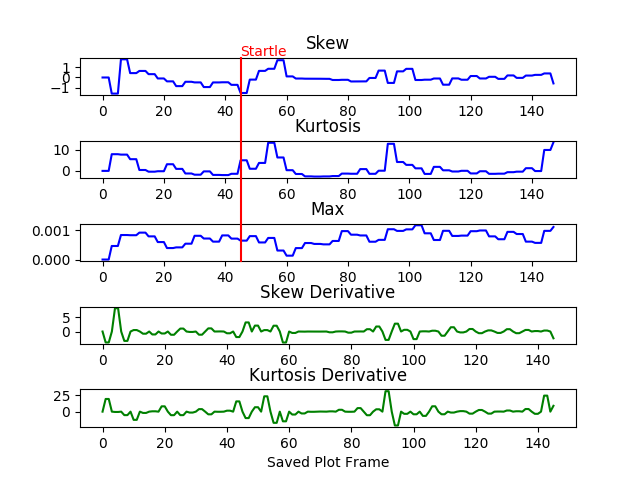 Startle
Skew
1
0
−1
0 20 40 60 80 100 120 140
Kurtosis
10
0
0 20 40 60 80 100 120 140
Max
0.001
0.000
0 20 40 60 80 100 120 140
Skew Derivative
5
0
0 20 40 60 80 100 120 140
Kurtosis Derivative
25
0
0 20 40 60 80 100 120 140
Saved Plot Frame